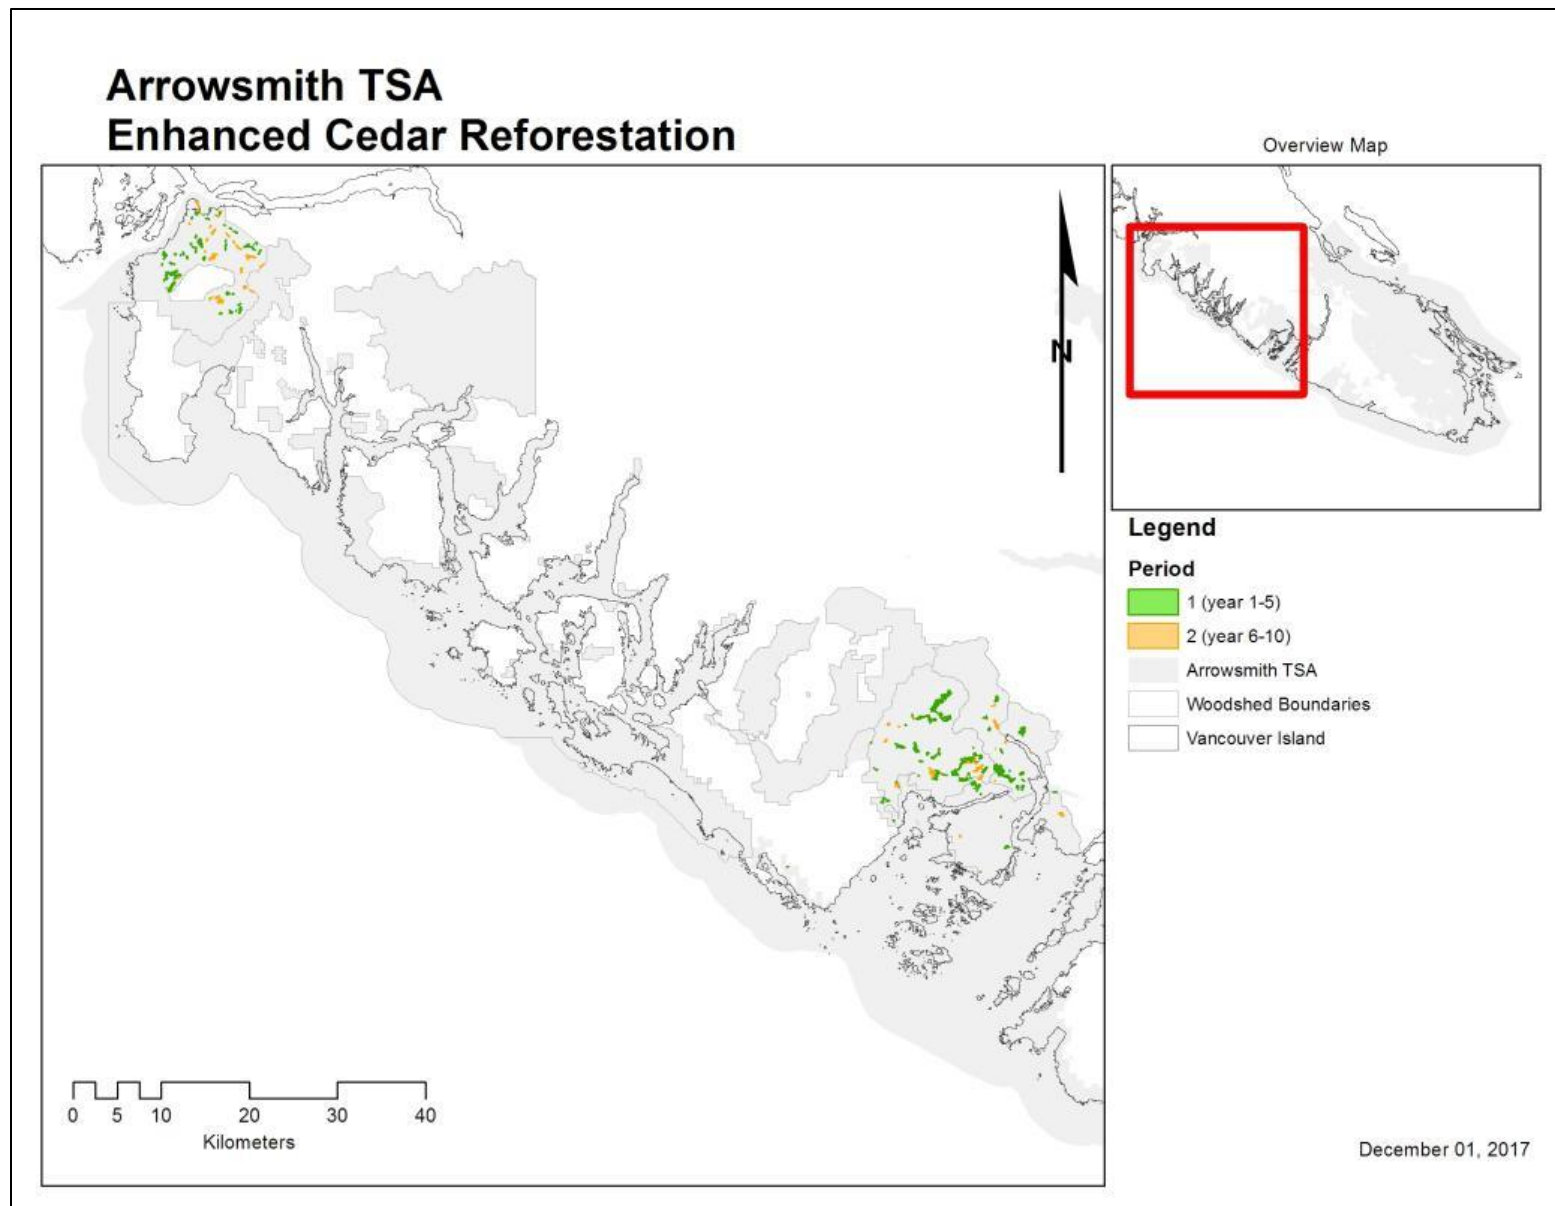 Arrowsmith TSA
Enhanced Cedar Reforestation
Overview Map
N
Legend
Period
1 (year 1-5)
2 (year 6-10)
Arrowsmith TSA
Woodshed Boundaries
Vancouver Island
0 5 10 20 30 40
Kilometers
December 01, 2017